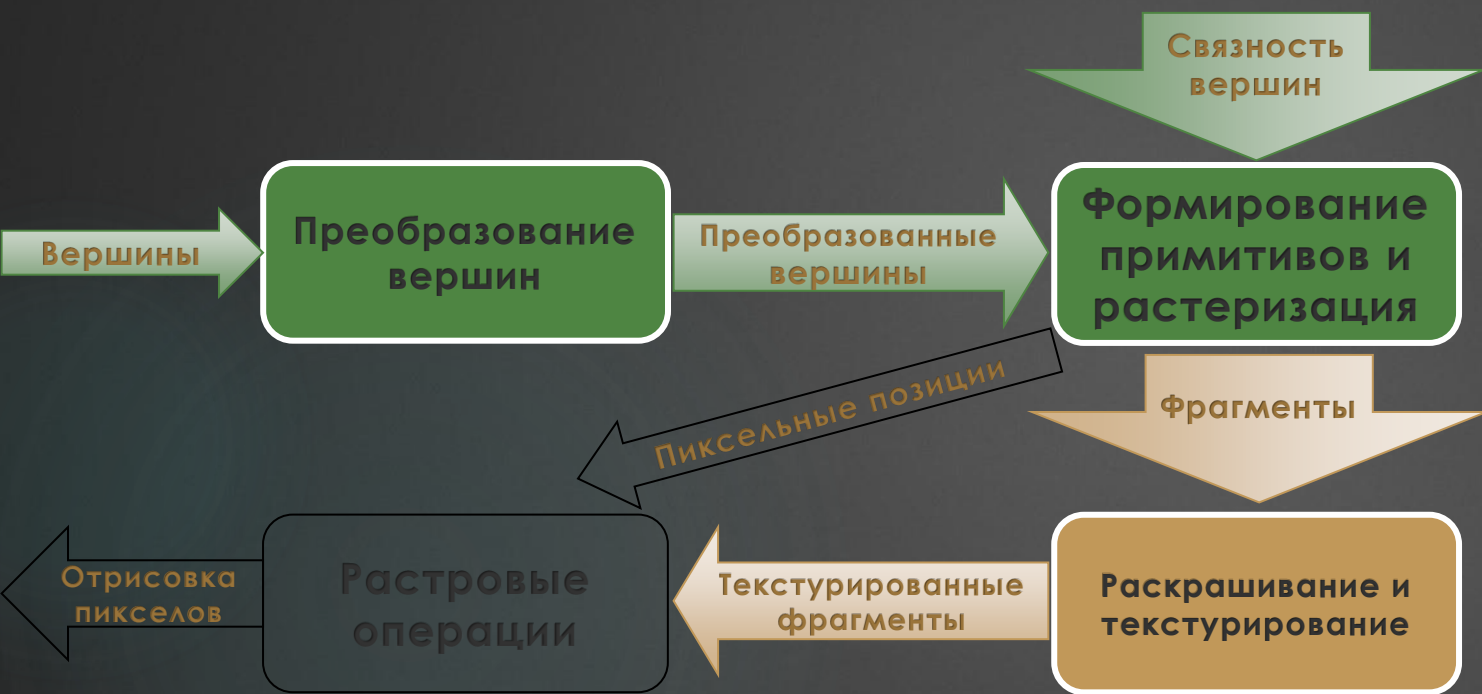 Связность
вершин
Вершины
Преобразование
вершин
Преобразованные
вершины
Формирование
примитивов и
растеризация
Пиксельные позиции
Фрагменты
Отрисовка
пикселов
Растровые
операции
Текстурированные
фрагменты
Раскрашивание и
текстурирование